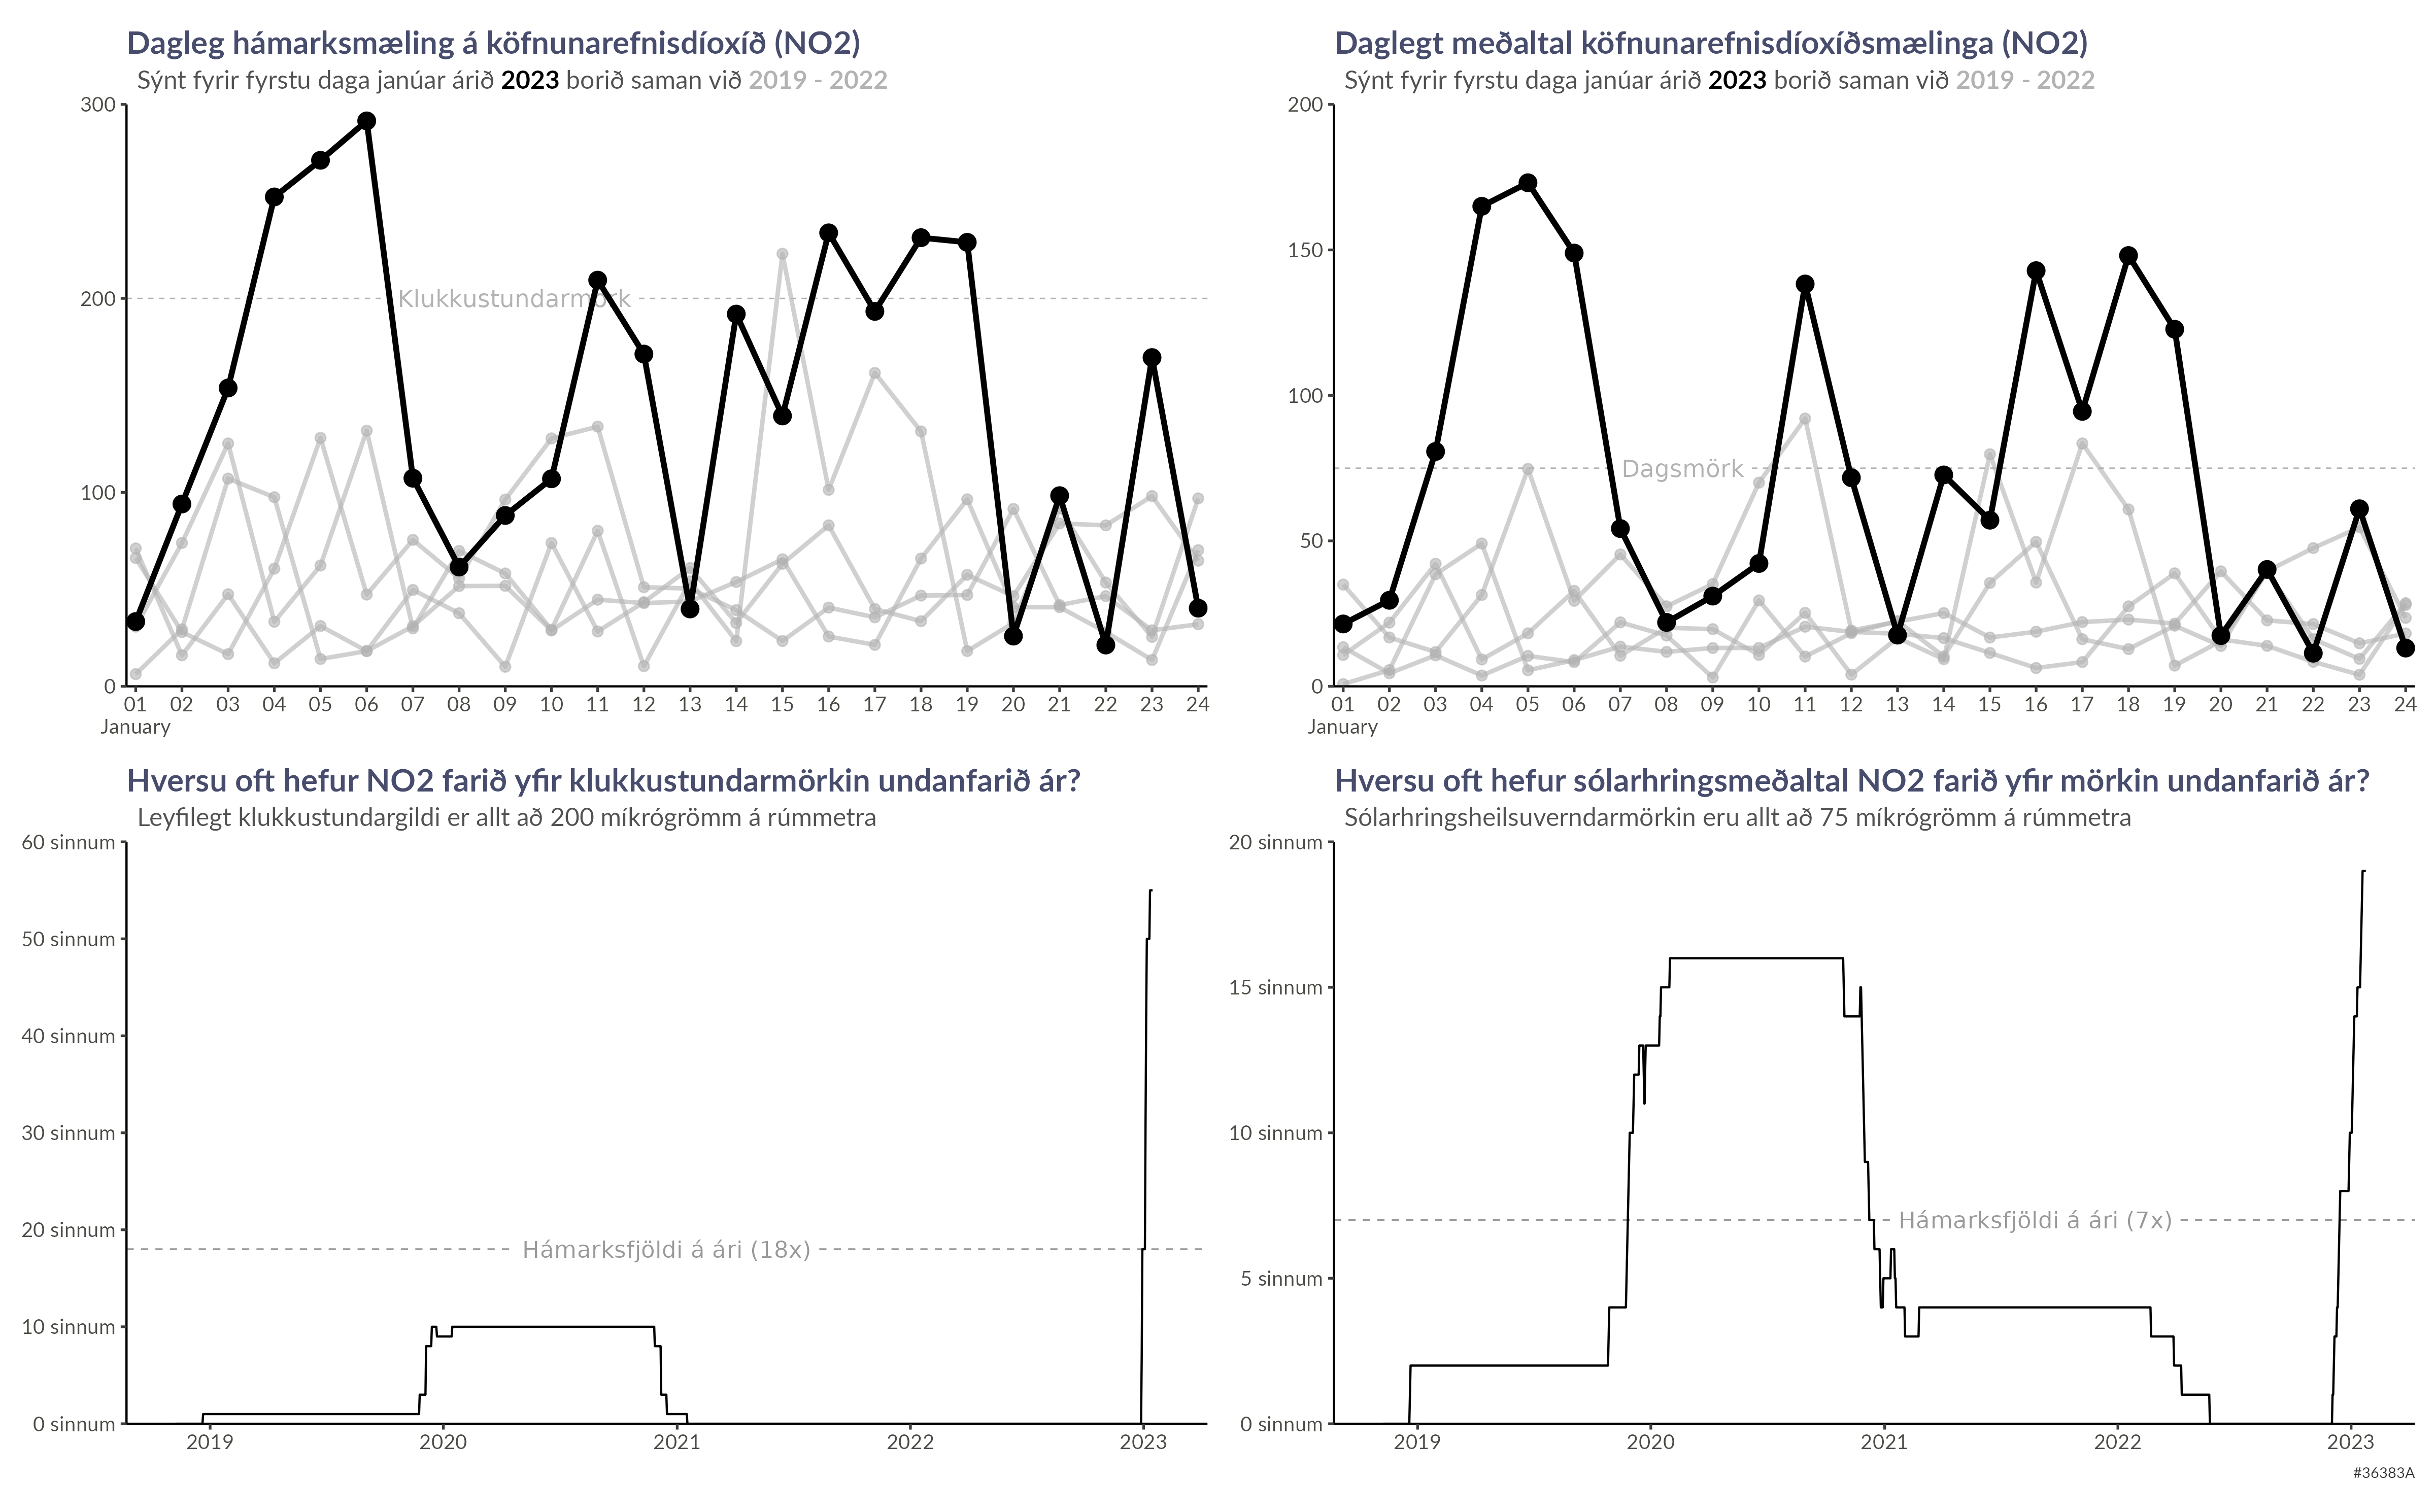 Dagleg hámarksmæling á köfnunarefnisdíoxíð (NO2)
Sýnt fyrir fyrstu daga janúar árið 2023 borið saman við 2019 - 2022
300
200
100
0
Klukkustundarmörk
01 02 03 04 05 06 07 08 09 10 11 12 13 14 15 16 17 18 19 20 21 22 23 24
January
Daglegt meðaltal köfnunarefnisdíoxíðsmælinga (NO2)
Sýnt fyrir fyrstu daga janúar árið 2023 borið saman við 2019 - 2022
200
150
100
50
0
Dagsmörk
01 02 03 04 05 06 07 08 09 10 11 12 13 14 15 16 17 18 19 20 21 22 23 24
January
Hversu oft hefur NO2 farið yfir klukkustundarmörkin undanfarið ár?
Leyfilegt klukkustundargildi er allt að 200 míkrógrömm á rúmmetra
60 sinnum
50 sinnum
40 sinnum
30 sinnum
20 sinnum
10 sinnum
0 sinnum
Hámarksfjöldi á ári (18x)
2019 2020 2021 2022 2023
Hversu oft hefur sólarhringsmeðaltal NO2 farið yfir mörkin undanfarið ár?
Sólarhringsheilsuverndarmörkin eru allt að 75 míkrógrömm á rúmmetra
20 sinnum
15 sinnum
10 sinnum
5 sinnum
0 sinnum
Hámarksfjöldi á ári (7x)
2019 2020 2021 2022 2023
#36383A